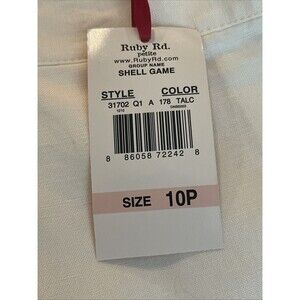 Ruby Rd.
petite
www.RubyRd.com
GROUP NAME
SHELL GAME
STYLE COLOR
31702 Q1 A 178 TALC
1010
8 86058 72242 8
SIZE 10P